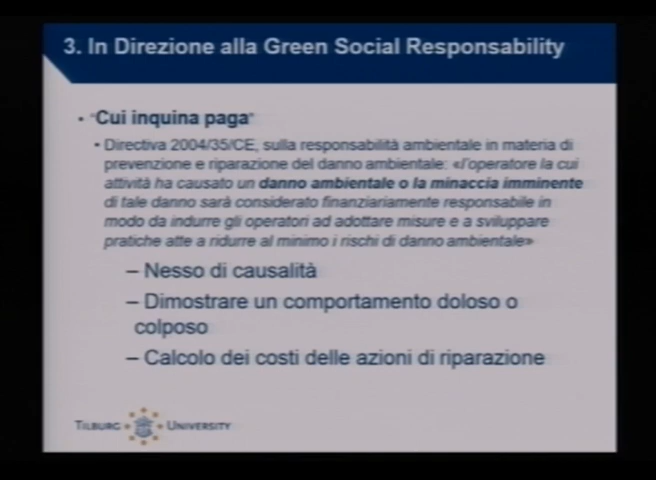 3. In Direzione alla Green Social Responsability
• "Cui inquina paga"
• Directiva 2004/35/CE, sulla responsabilità ambientale in materia di
prevenzione e riparazione del danno ambientale: «l'operatore la cui
attività ha causato un danno ambientale o la minaccia imminente
di tale danno sarà considerato finanziariamente responsabile in
modo da indurre gli operatori ad adottare misure e a sviluppare
pratiche atte a ridurre al minimo i rischi di danno ambientale»
– Nesso di causalità
– Dimostrare un comportamento doloso o
colposo
– Calcolo dei costi delle azioni di riparazione
TILBURG UNIVERSITY